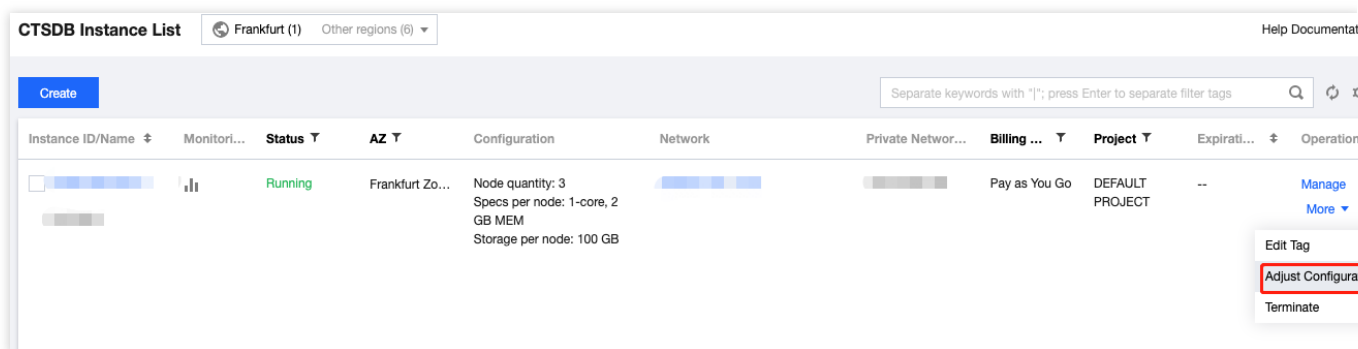 CTSDB Instance List
Frankfurt (1) Other regions (6)
Help Documentat
Create
Separate keywords with "|"; press Enter to separate filter tags
Instance ID/Name Monitori... Status AZ Configuration Network Private Networ... Billing ... Project Expirati... Operation
Running Frankfurt Zo... Node quantity: 3 Pay as You Go DEFAULT -- Manage
Specs per node: 1-core, 2 PROJECT
GB MEM More
Storage per node: 100 GB
Edit Tag
Adjust Configura
Terminate